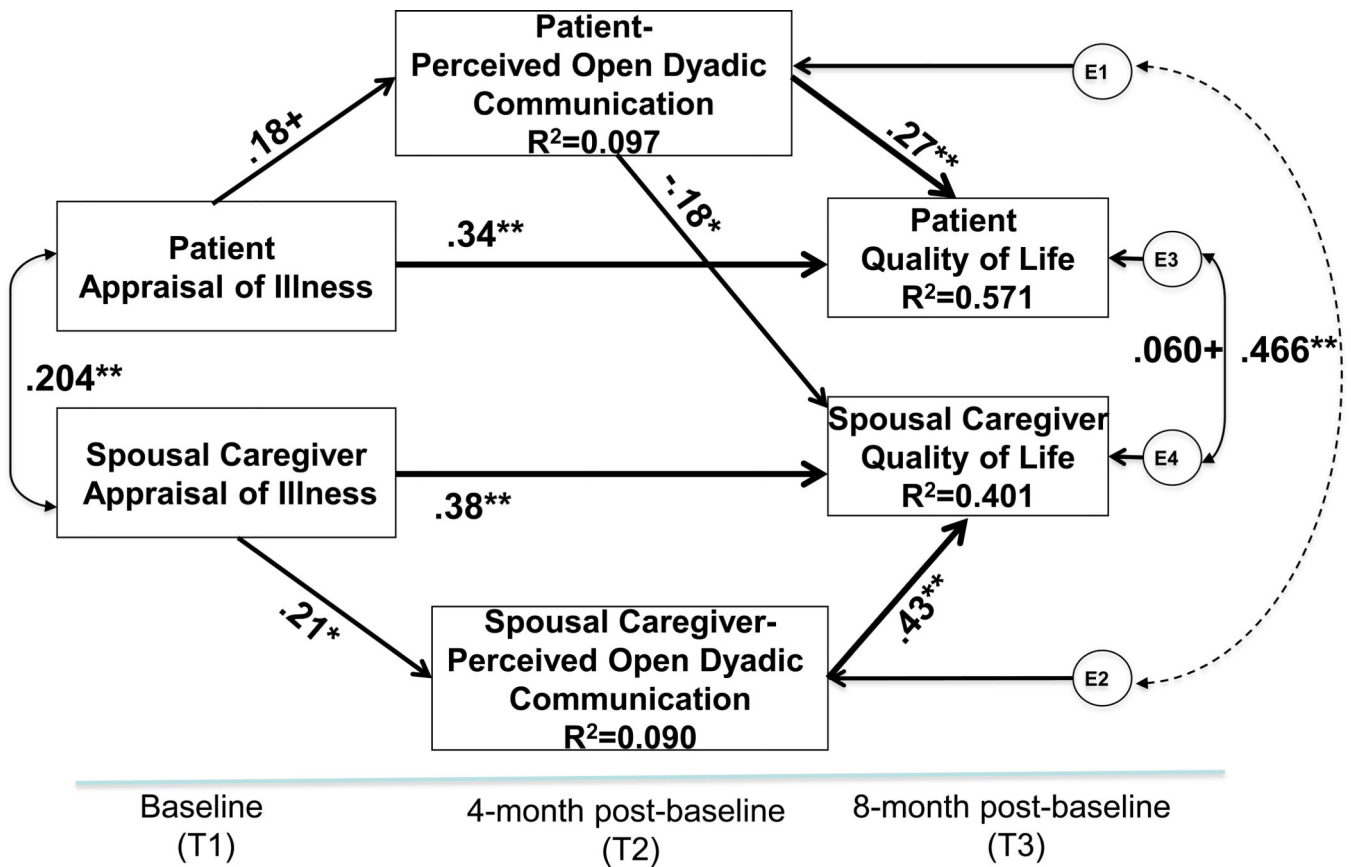 Patient-
Perceived Open Dyadic
Communication
R²=0.097
E1
.18+
.27**
-.18*
Patient
Appraisal of Illness
.34**
Patient
Quality of Life
R²=0.571
E3
.204**
.060+
.466**
Spousal Caregiver
Appraisal of Illness
.38**
Spousal Caregiver
Quality of Life
R²=0.401
E4
.21*
.43**
Spousal Caregiver-
Perceived Open Dyadic
Communication
R²=0.090
E2
Baseline
(T1)
4-month post-baseline
(T2)
8-month post-baseline
(T3)